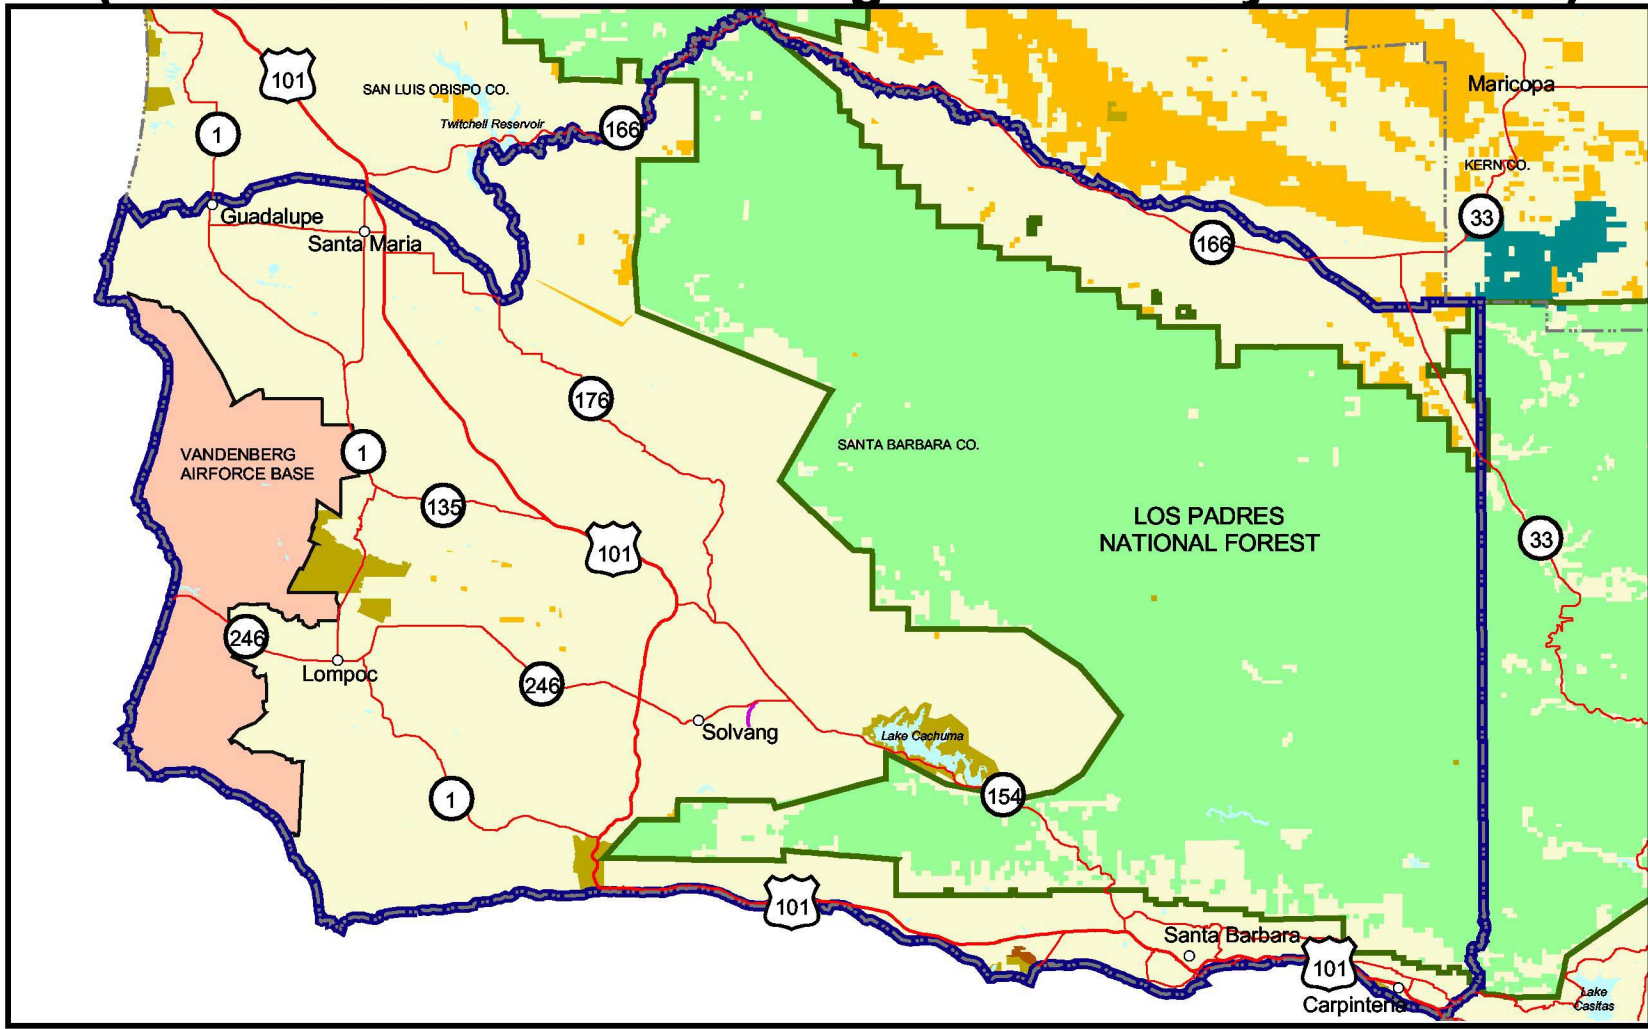 101
Maricopa
SAN LUIS OBISPO CO.
Twitchell Reservoir
166
1
KERN CO.
33
Guadalupe
Santa Maria
166
176
SANTA BARBARA CO.
VANDENBERG
AIRFORCE BASE
1
135
LOS PADRES
NATIONAL FOREST
101
33
246
Lompoc
246
Solvang
Lake Cachuma
154
1
101
Santa Barbara
101
Carpinteria
Lake
Casitas